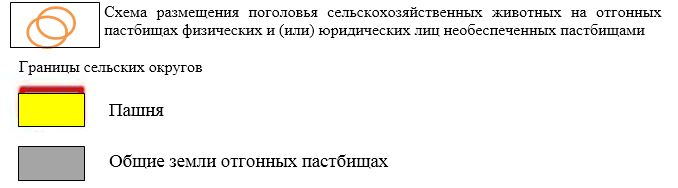 Схема размещения поголовья сельскохозяйственных животных на отгонных
пастбищах физических и (или) юридических лиц необеспеченных пастбищами
Границы сельских округов
Пашня
Общие земли отгонных пастбищах